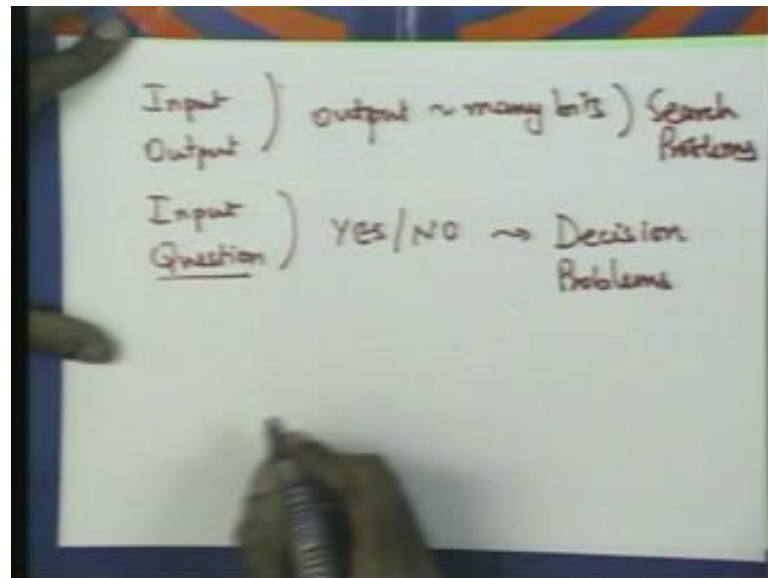 Input ) output ~ many bits ) Search
Output Problems
Input ) YES/NO ~> Decision
Question Problems